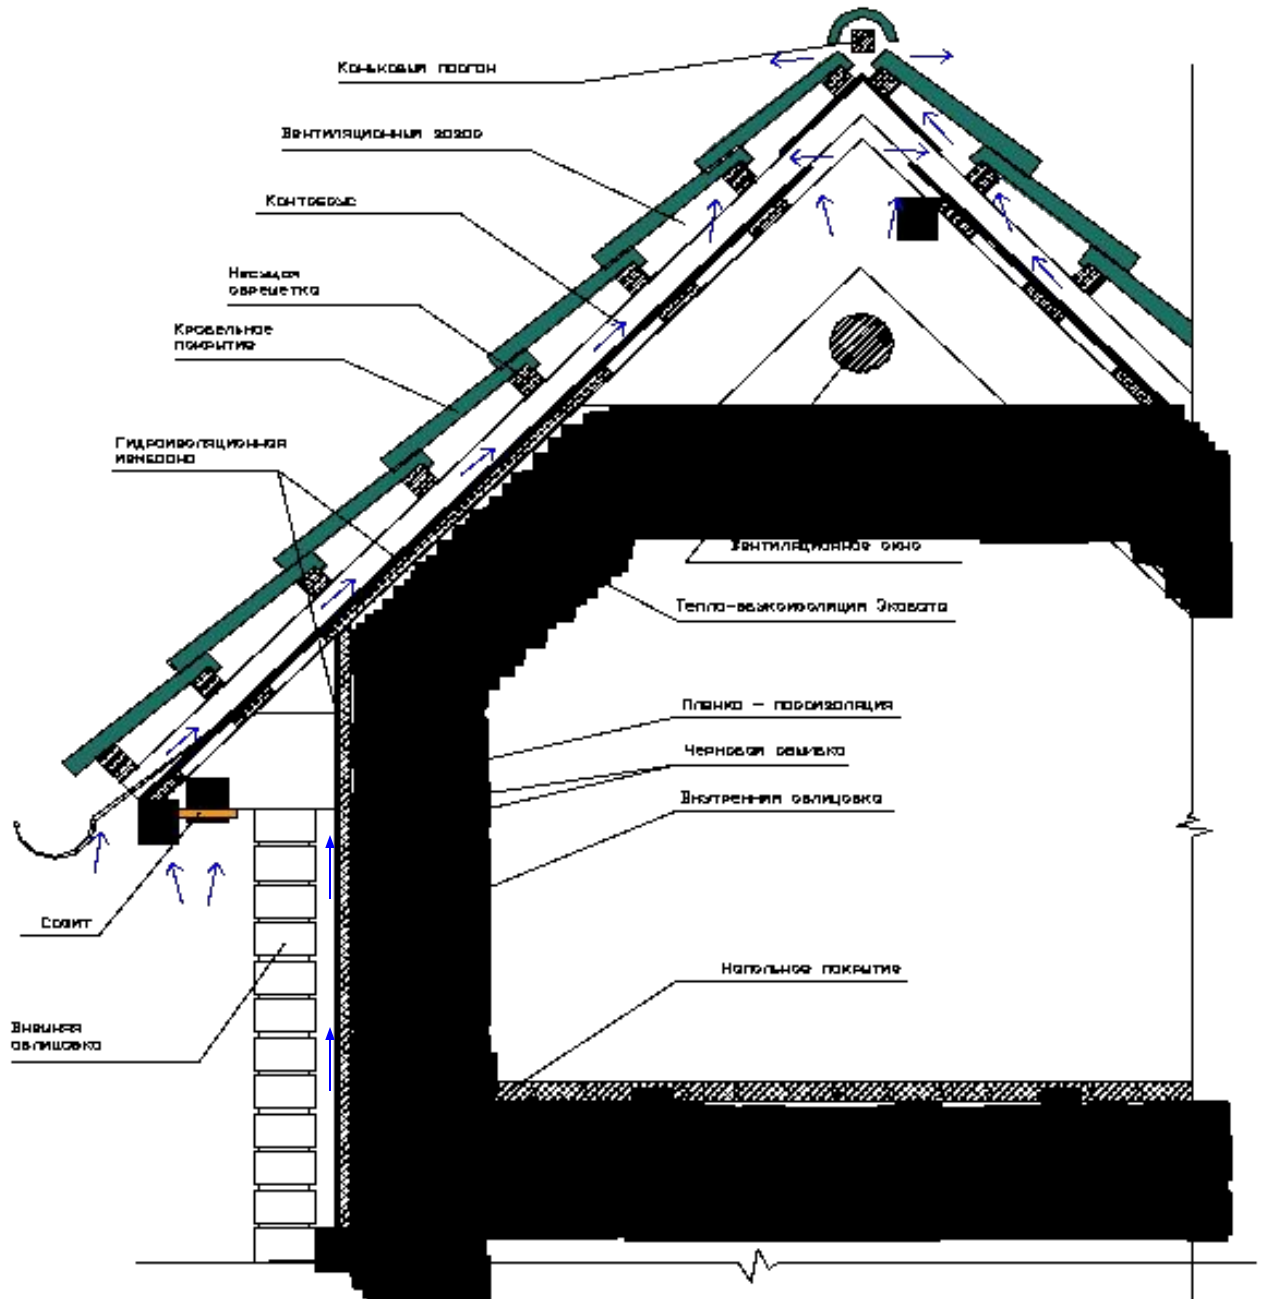 Коньковый прогон
Вентиляционный зазор
Контробрус
Несущая
обрешетка
Кровельное
покрытие
Гидроизоляционная
мембрана
Вентиляционное окно
Тепло-звукоизоляция Эковата
Пленка - пароизоляция
Черновая обшивка
Внутренняя облицовка
Софит
Напольное покрытие
Внешняя
облицовка